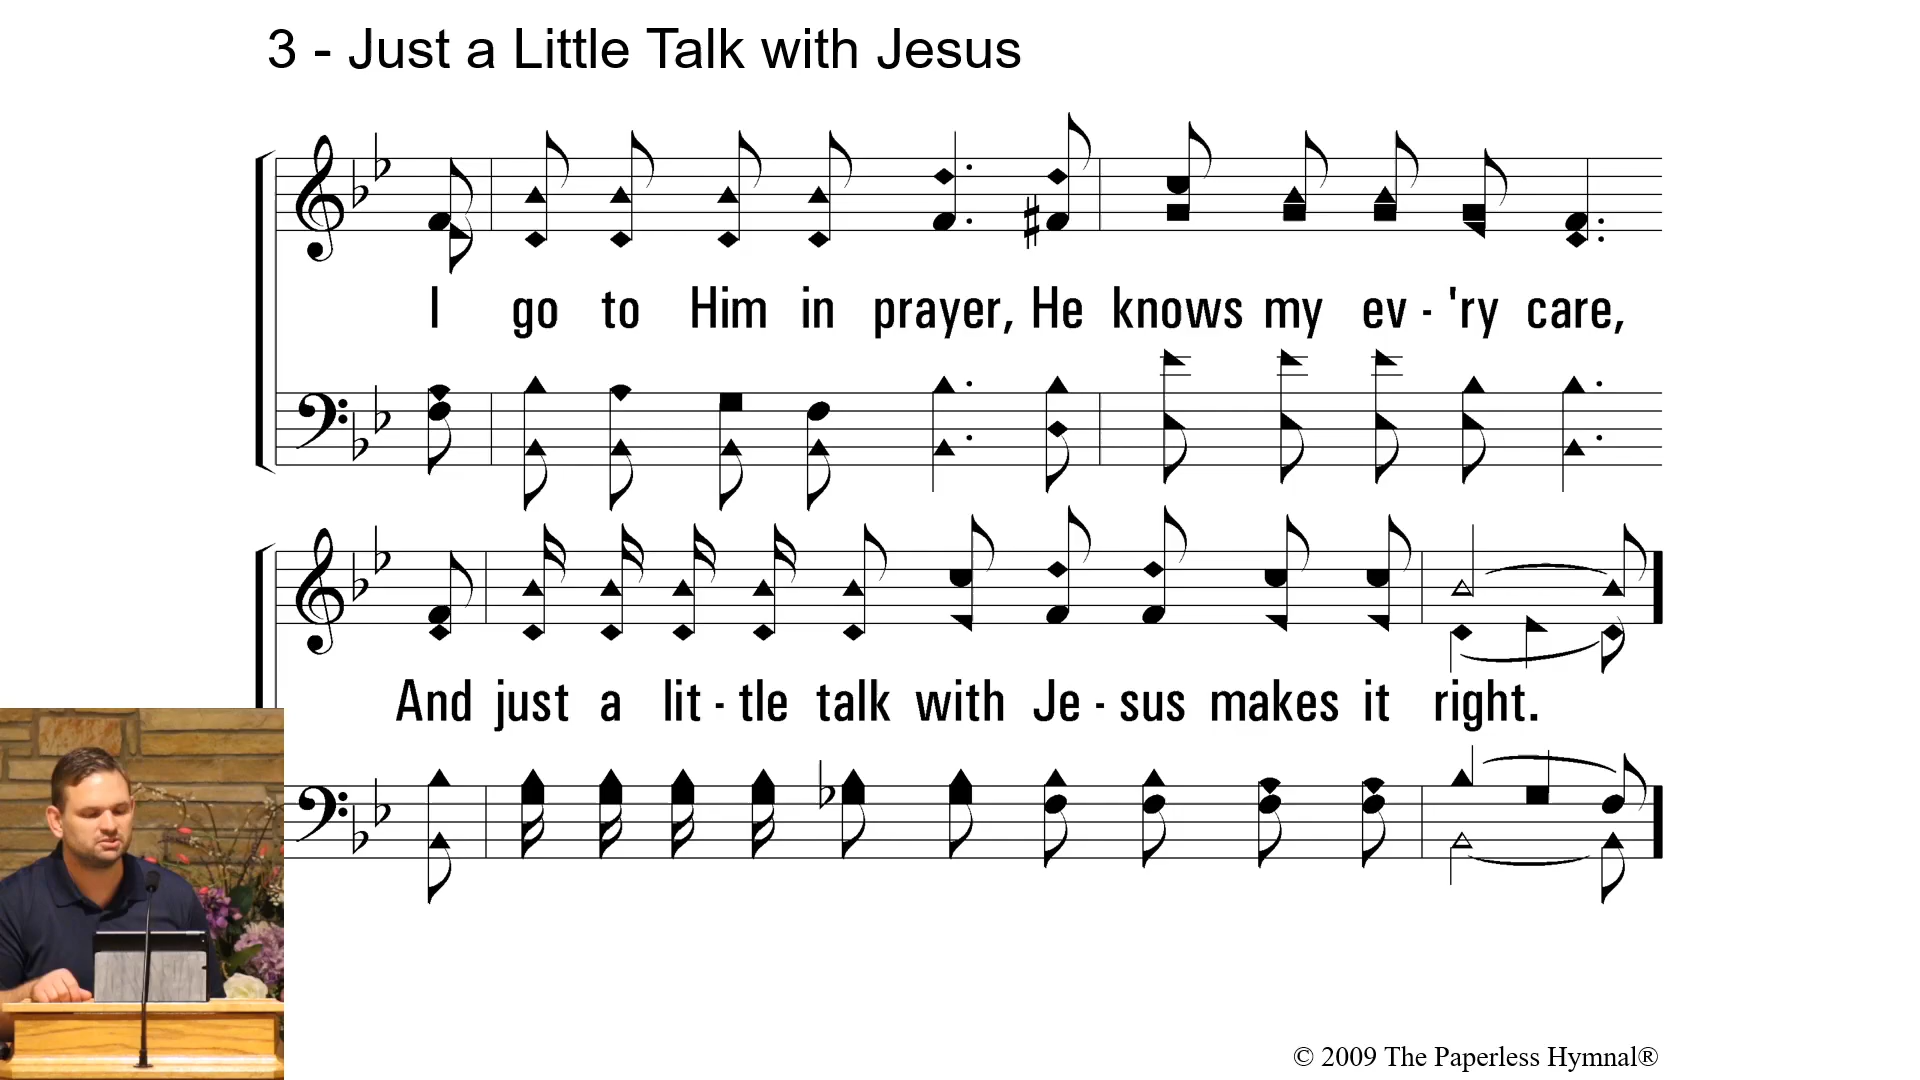 3 - Just a Little Talk with Jesus
I go to Him in prayer, He knows my ev - 'ry care,
And just a lit - tle talk with Je - sus makes it right.
© 2009 The Paperless Hymnal®